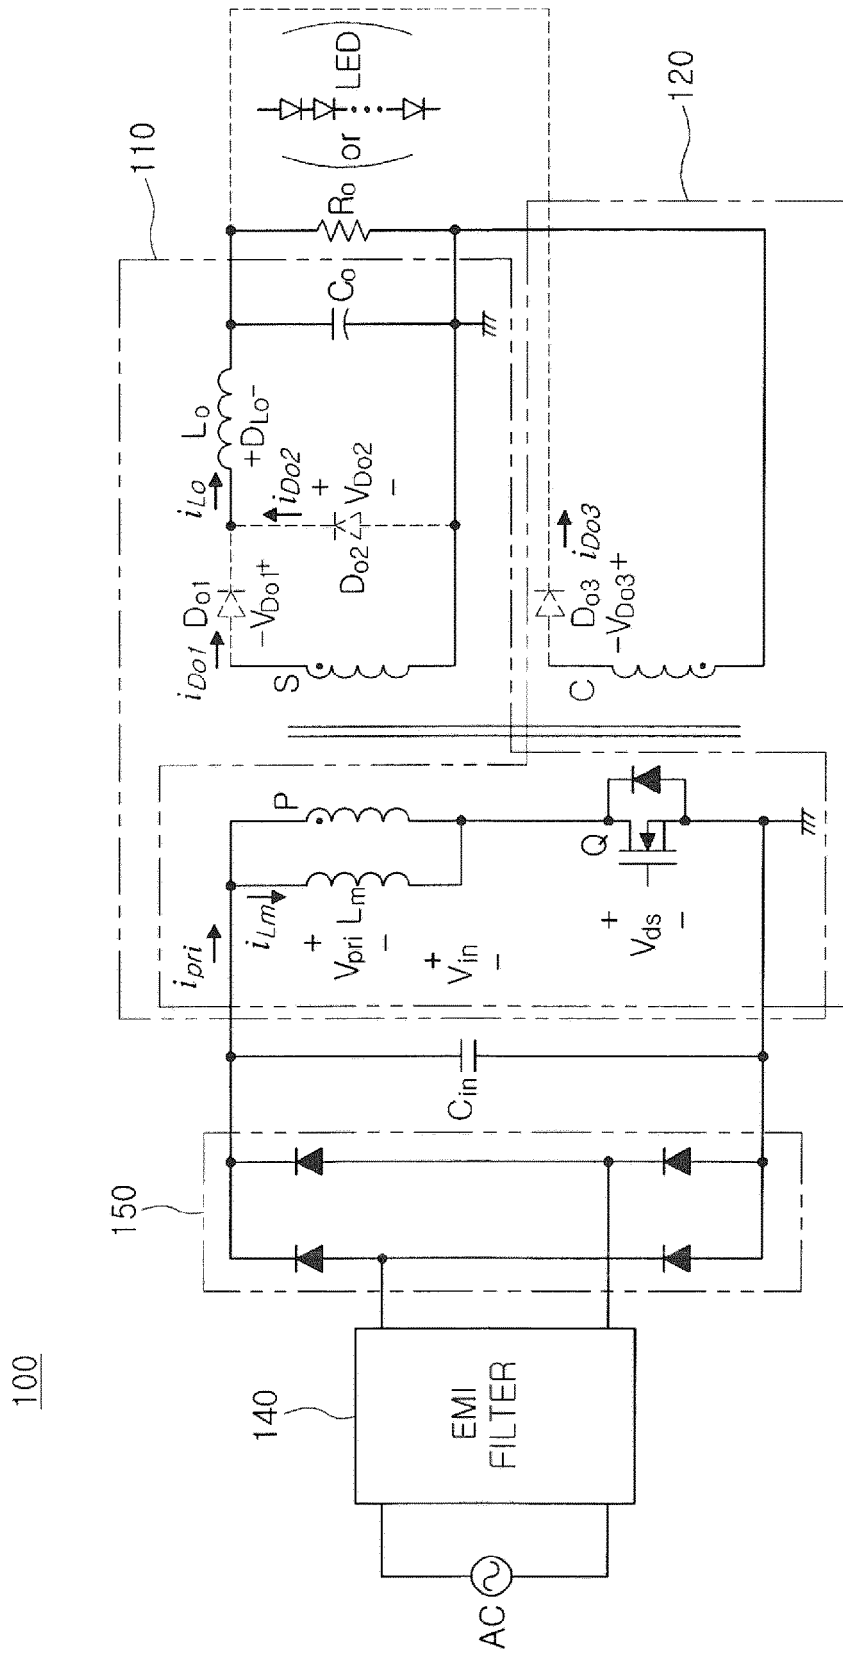 100
AC
140
EMI
FILTER
150
Cin
ipri
iLm
+
Vpri
−
Lm
P
+
Vin
−
Q
+
Vds
−
110
S
iDo1
Do1
−VDo1+
iLo
Lo
+DLo−
iDo2
Do2
+
VDo2
−
Co
Ro
( or LED )
120
C
Do3
−VDo3+
iDo3